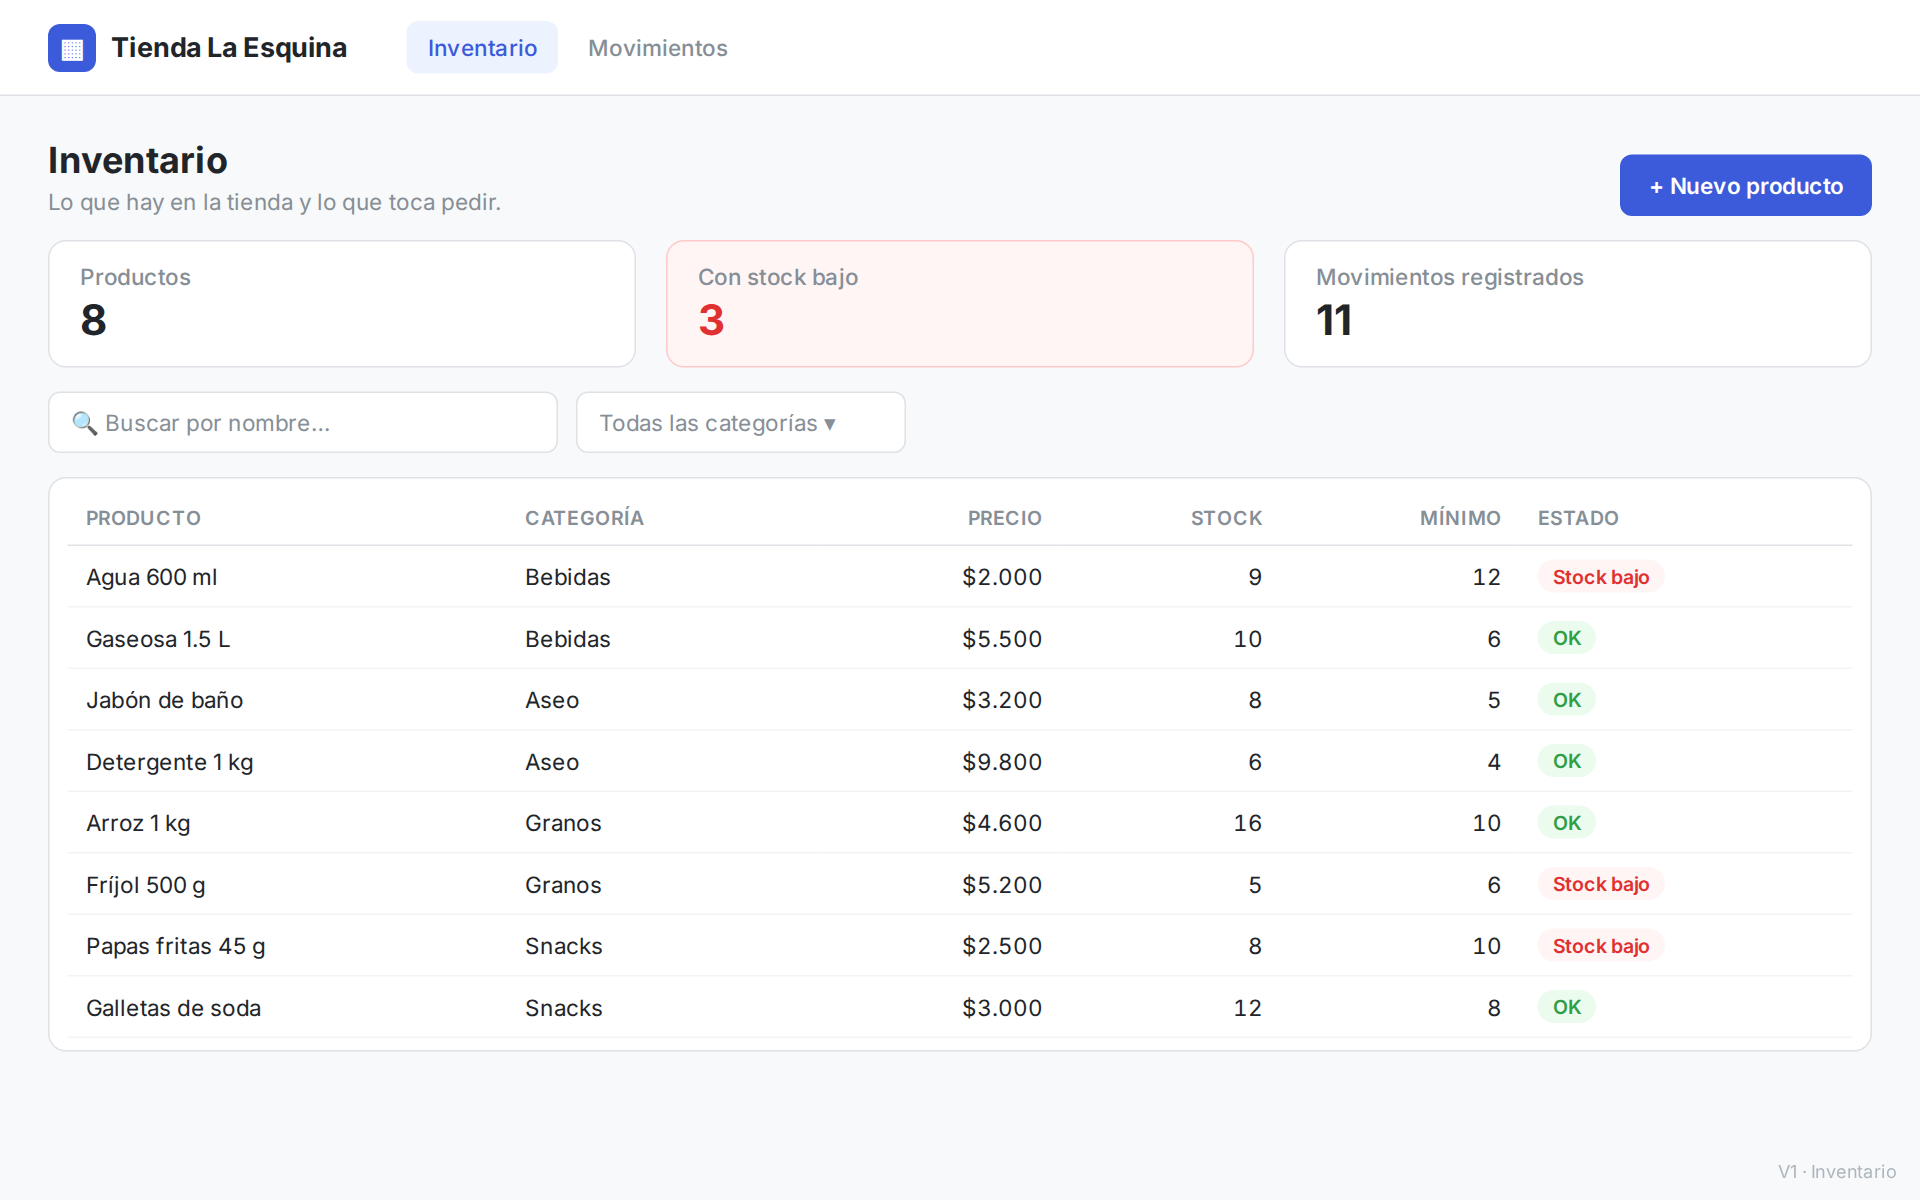 Tienda La Esquina Inventario Movimientos
Inventario
Lo que hay en la tienda y lo que toca pedir.
+ Nuevo producto
Productos
8
Con stock bajo
3
Movimientos registrados
11
🔍 Buscar por nombre...
Todas las categorías ▾
PRODUCTO CATEGORÍA PRECIO STOCK MÍNIMO ESTADO
Agua 600 ml Bebidas $2.000 9 12 Stock bajo
Gaseosa 1.5 L Bebidas $5.500 10 6 OK
Jabón de baño Aseo $3.200 8 5 OK
Detergente 1 kg Aseo $9.800 6 4 OK
Arroz 1 kg Granos $4.600 16 10 OK
Fríjol 500 g Granos $5.200 5 6 Stock bajo
Papas fritas 45 g Snacks $2.500 8 10 Stock bajo
Galletas de soda Snacks $3.000 12 8 OK
V1 · Inventario